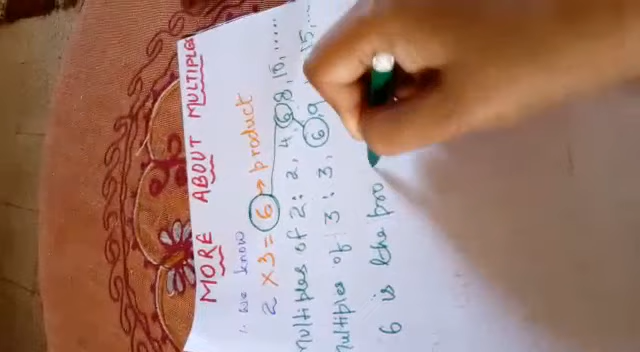 MORE ABOUT MULTIPLES
1. we know
2 × 3 = 6 → product
Multiples of 2 : 2, 4, 6, 8, 10, .....
Multiples of 3 : 3, 6, 9 15, ...
6 is the pro